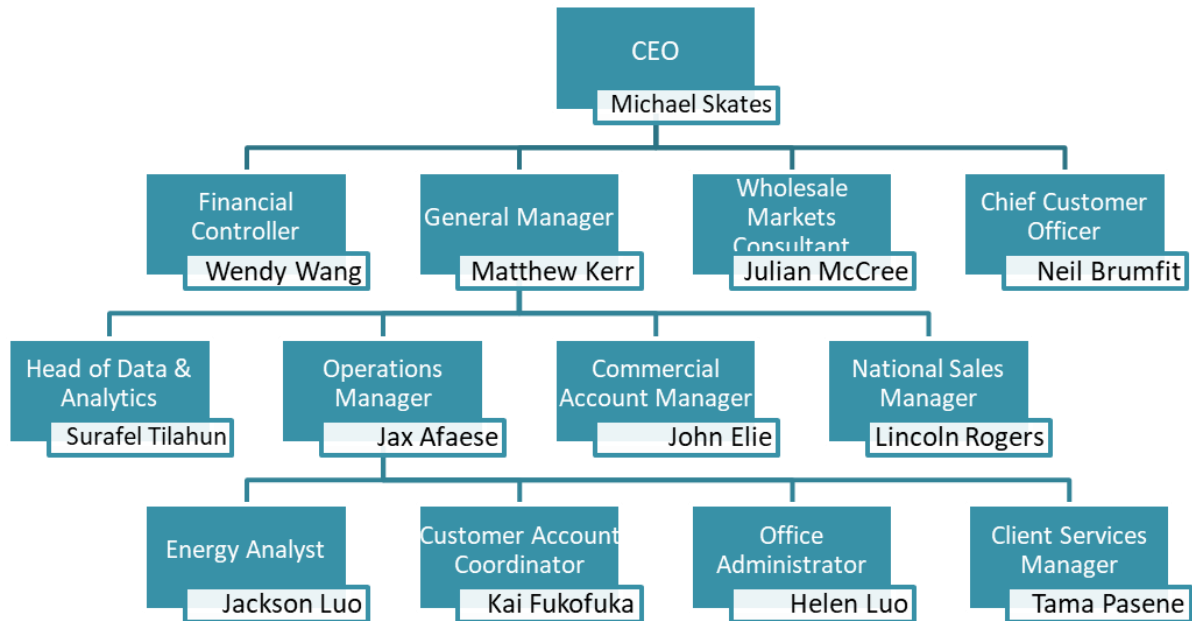 CEO
Michael Skates
Financial
Controller
Wendy Wang
General Manager
Matthew Kerr
Wholesale
Markets
Consultant
Julian McCree
Chief Customer
Officer
Neil Brumfit
Head of Data &
Analytics
Surafel Tilahun
Operations
Manager
Jax Afaese
Commercial
Account Manager
John Elie
National Sales
Manager
Lincoln Rogers
Energy Analyst
Jackson Luo
Customer Account
Coordinator
Kai Fukofuka
Office
Administrator
Helen Luo
Client Services
Manager
Tama Pasene